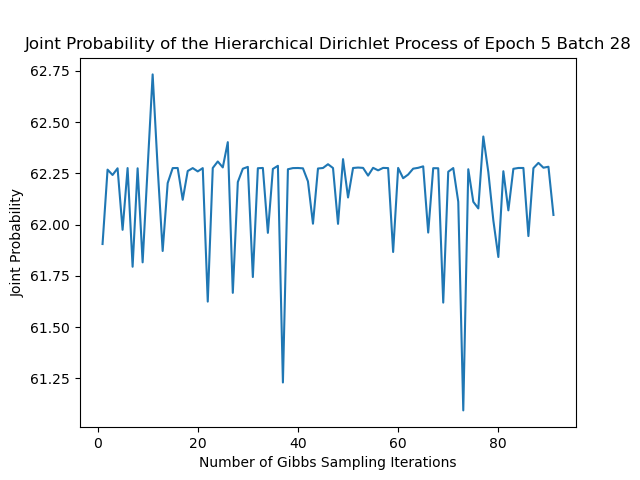 Joint Probability of the Hierarchical Dirichlet Process of Epoch 5 Batch 28
62.75
62.50
62.25
62.00
61.75
61.50
61.25
Joint Probability
0 20 40 60 80
Number of Gibbs Sampling Iterations